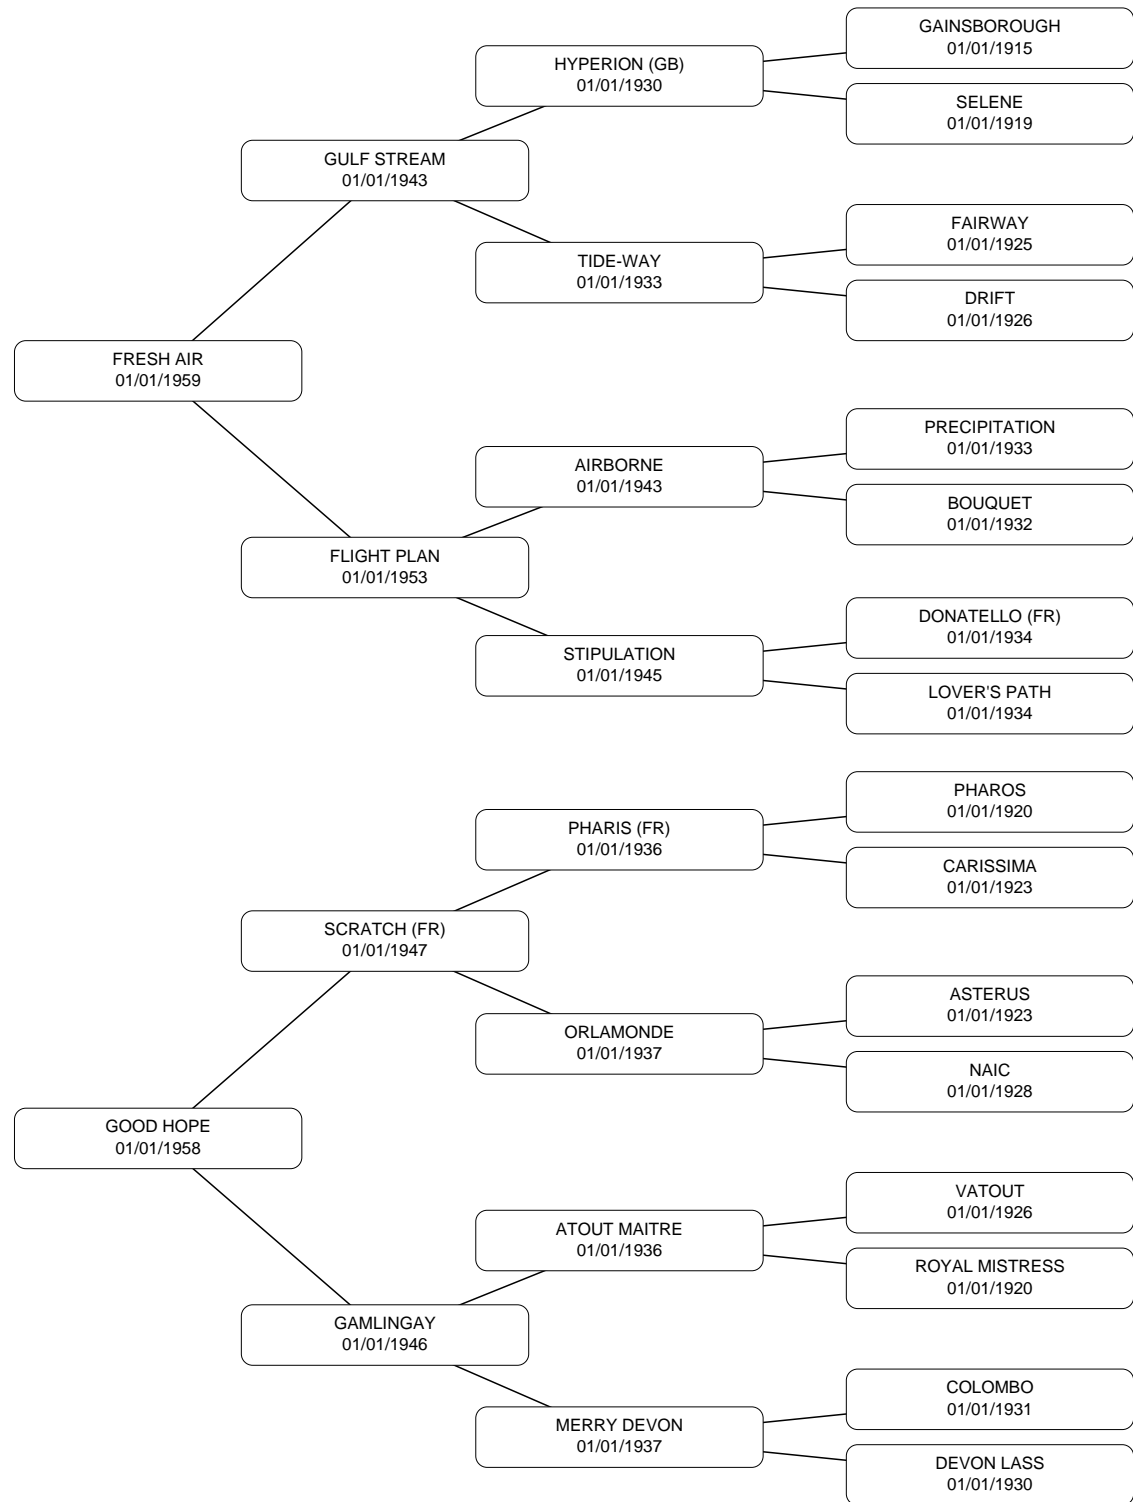 GAINSBOROUGH
01/01/1915
HYPERION (GB)
01/01/1930
SELENE
01/01/1919
GULF STREAM
01/01/1943
FAIRWAY
01/01/1925
TIDE-WAY
01/01/1933
DRIFT
01/01/1926
FRESH AIR
01/01/1959
PRECIPITATION
01/01/1933
AIRBORNE
01/01/1943
BOUQUET
01/01/1932
FLIGHT PLAN
01/01/1953
DONATELLO (FR)
01/01/1934
STIPULATION
01/01/1945
LOVER'S PATH
01/01/1934
PHAROS
01/01/1920
PHARIS (FR)
01/01/1936
CARISSIMA
01/01/1923
SCRATCH (FR)
01/01/1947
ASTERUS
01/01/1923
ORLAMONDE
01/01/1937
NAIC
01/01/1928
GOOD HOPE
01/01/1958
VATOUT
01/01/1926
ATOUT MAITRE
01/01/1936
ROYAL MISTRESS
01/01/1920
GAMLINGAY
01/01/1946
COLOMBO
01/01/1931
MERRY DEVON
01/01/1937
DEVON LASS
01/01/1930